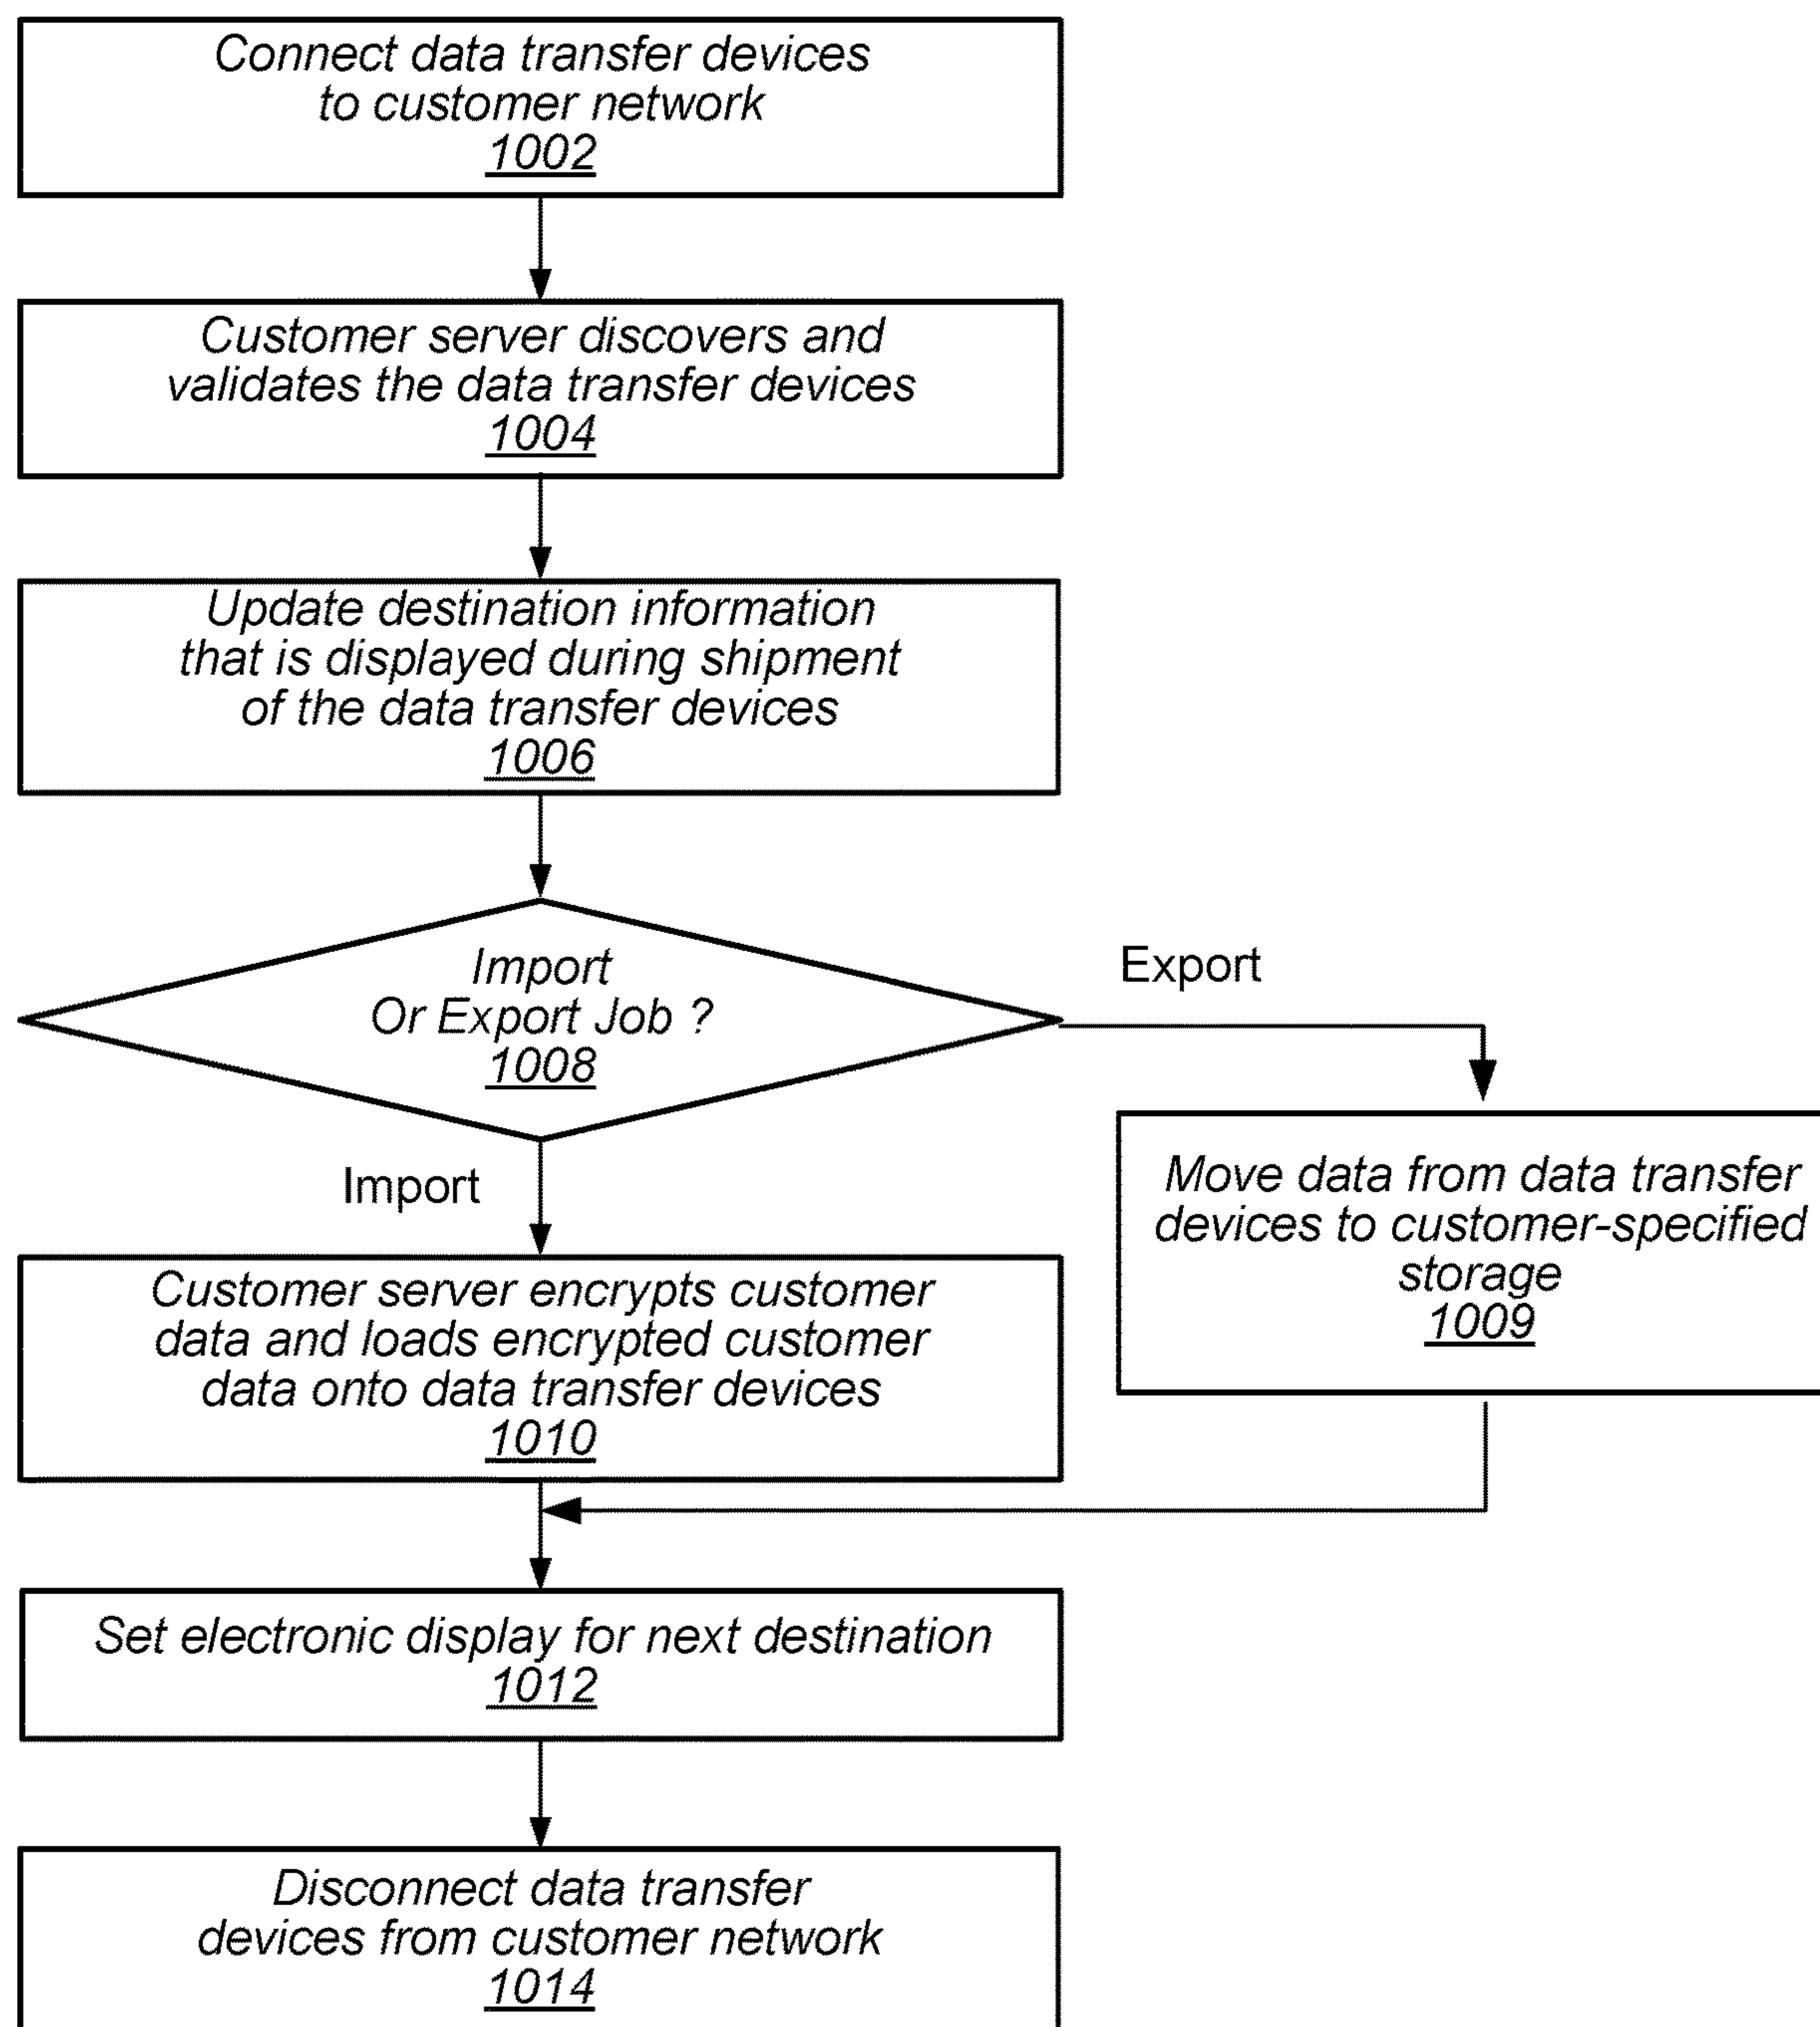 Connect data transfer devices
to customer network
1002
Customer server discovers and
validates the data transfer devices
1004
Update destination information
that is displayed during shipment
of the data transfer devices
1006
Import
Or Export Job ?
1008
Export
Move data from data transfer
devices to customer-specified
storage
1009
Import
Customer server encrypts customer
data and loads encrypted customer
data onto data transfer devices
1010
Set electronic display for next destination
1012
Disconnect data transfer
devices from customer network
1014